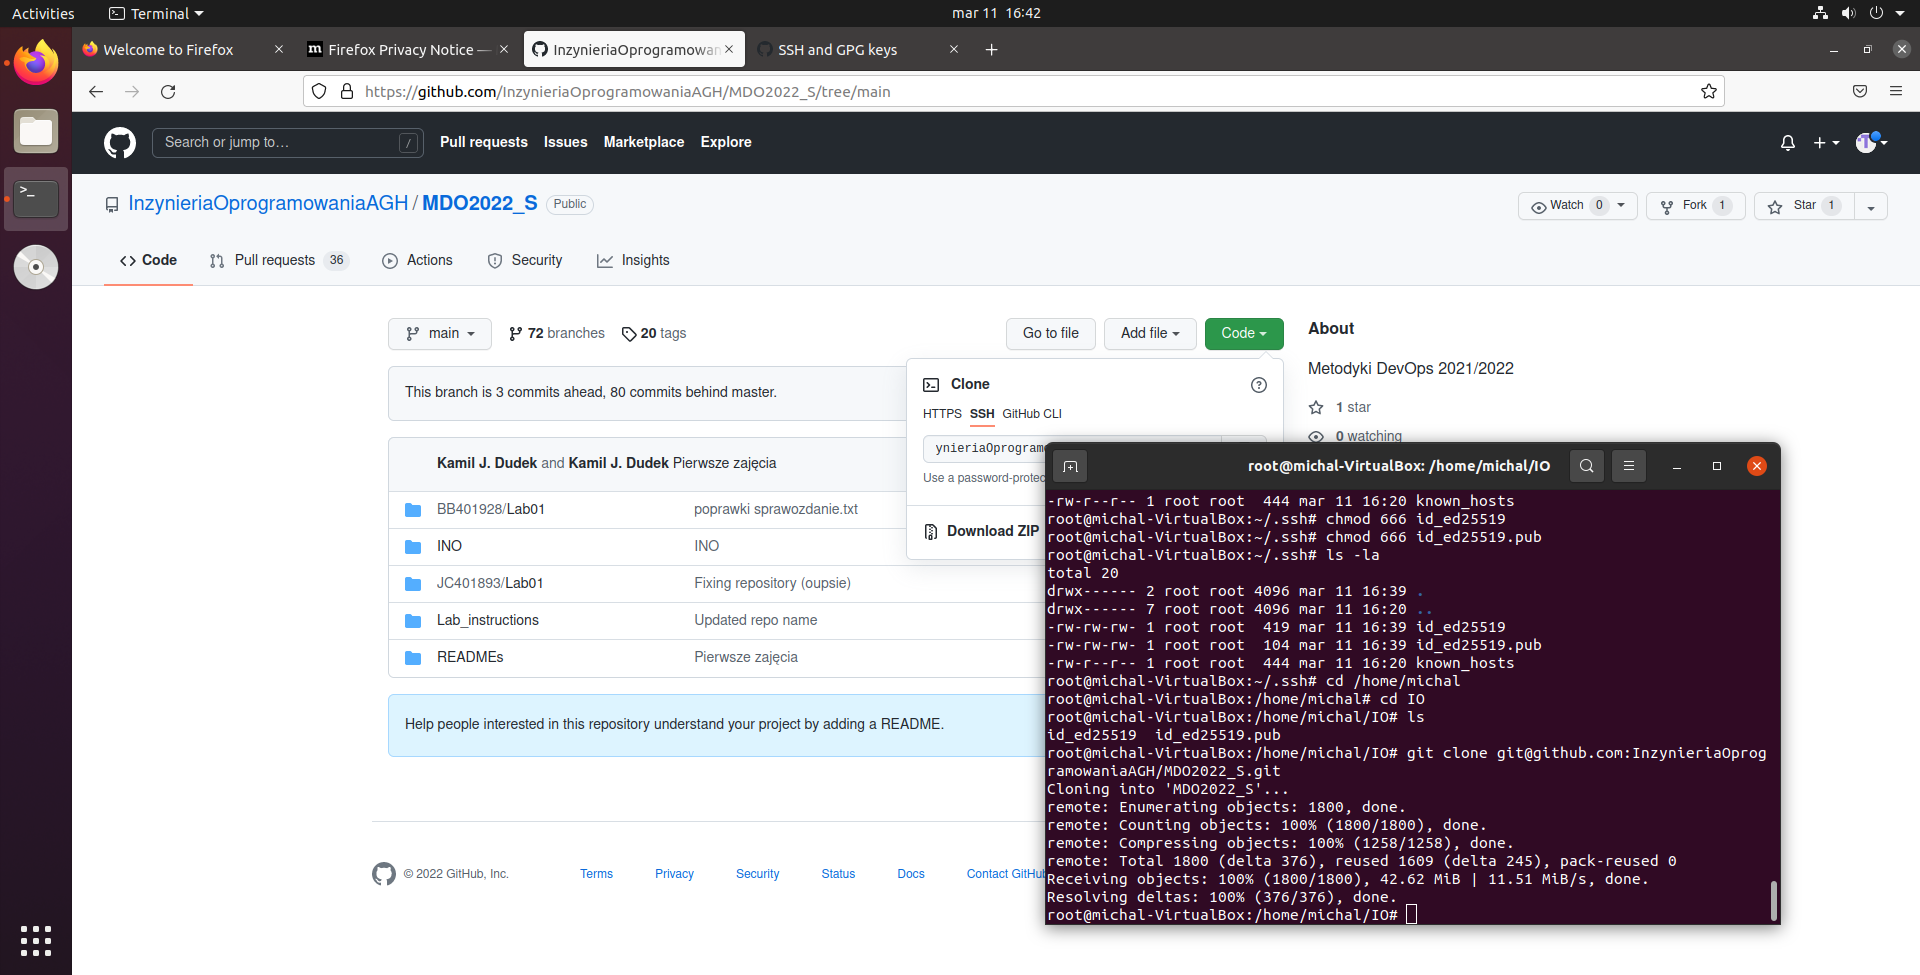 Activities
Terminal
mar 11 16:42
Welcome to Firefox
Firefox Privacy Notice —
InzynieriaOprogramowan
SSH and GPG keys
https://github.com/InzynieriaOprogramowaniaAGH/MDO2022_S/tree/main
Search or jump to…
/
Pull requests
Issues
Marketplace
Explore
InzynieriaOprogramowaniaAGH / MDO2022_S
Public
Watch 0
Fork 1
Star 1
Code
Pull requests 36
Actions
Security
Insights
main
72 branches
20 tags
Go to file
Add file
Code
About
Metodyki DevOps 2021/2022
1 star
0 watching
This branch is 3 commits ahead, 80 commits behind master.
Clone
HTTPS SSH GitHub CLI
ynieriaOprogram
Use a password-protec
Download ZIP
Kamil J. Dudek and Kamil J. Dudek Pierwsze zajęcia
BB401928/Lab01 poprawki sprawozdanie.txt
INO INO
JC401893/Lab01 Fixing repository (oupsie)
Lab_instructions Updated repo name
READMEs Pierwsze zajęcia
Help people interested in this repository understand your project by adding a README.
© 2022 GitHub, Inc.
Terms
Privacy
Security
Status
Docs
Contact GitHub
root@michal-VirtualBox: /home/michal/IO
-rw-r--r-- 1 root root  444 mar 11 16:20 known_hosts
root@michal-VirtualBox:~/.ssh# chmod 666 id_ed25519
root@michal-VirtualBox:~/.ssh# chmod 666 id_ed25519.pub
root@michal-VirtualBox:~/.ssh# ls -la
total 20
drwx------ 2 root root 4096 mar 11 16:39 .
drwx------ 7 root root 4096 mar 11 16:20 ..
-rw-rw-rw- 1 root root  419 mar 11 16:39 id_ed25519
-rw-rw-rw- 1 root root  104 mar 11 16:39 id_ed25519.pub
-rw-r--r-- 1 root root  444 mar 11 16:20 known_hosts
root@michal-VirtualBox:~/.ssh# cd /home/michal
root@michal-VirtualBox:/home/michal# cd IO
root@michal-VirtualBox:/home/michal/IO# ls
id_ed25519  id_ed25519.pub
root@michal-VirtualBox:/home/michal/IO# git clone git@github.com:InzynieriaOprog
ramowaniaAGH/MDO2022_S.git
Cloning into 'MDO2022_S'...
remote: Enumerating objects: 1800, done.
remote: Counting objects: 100% (1800/1800), done.
remote: Compressing objects: 100% (1258/1258), done.
remote: Total 1800 (delta 376), reused 1609 (delta 245), pack-reused 0
Receiving objects: 100% (1800/1800), 42.62 MiB | 11.51 MiB/s, done.
Resolving deltas: 100% (376/376), done.
root@michal-VirtualBox:/home/michal/IO#